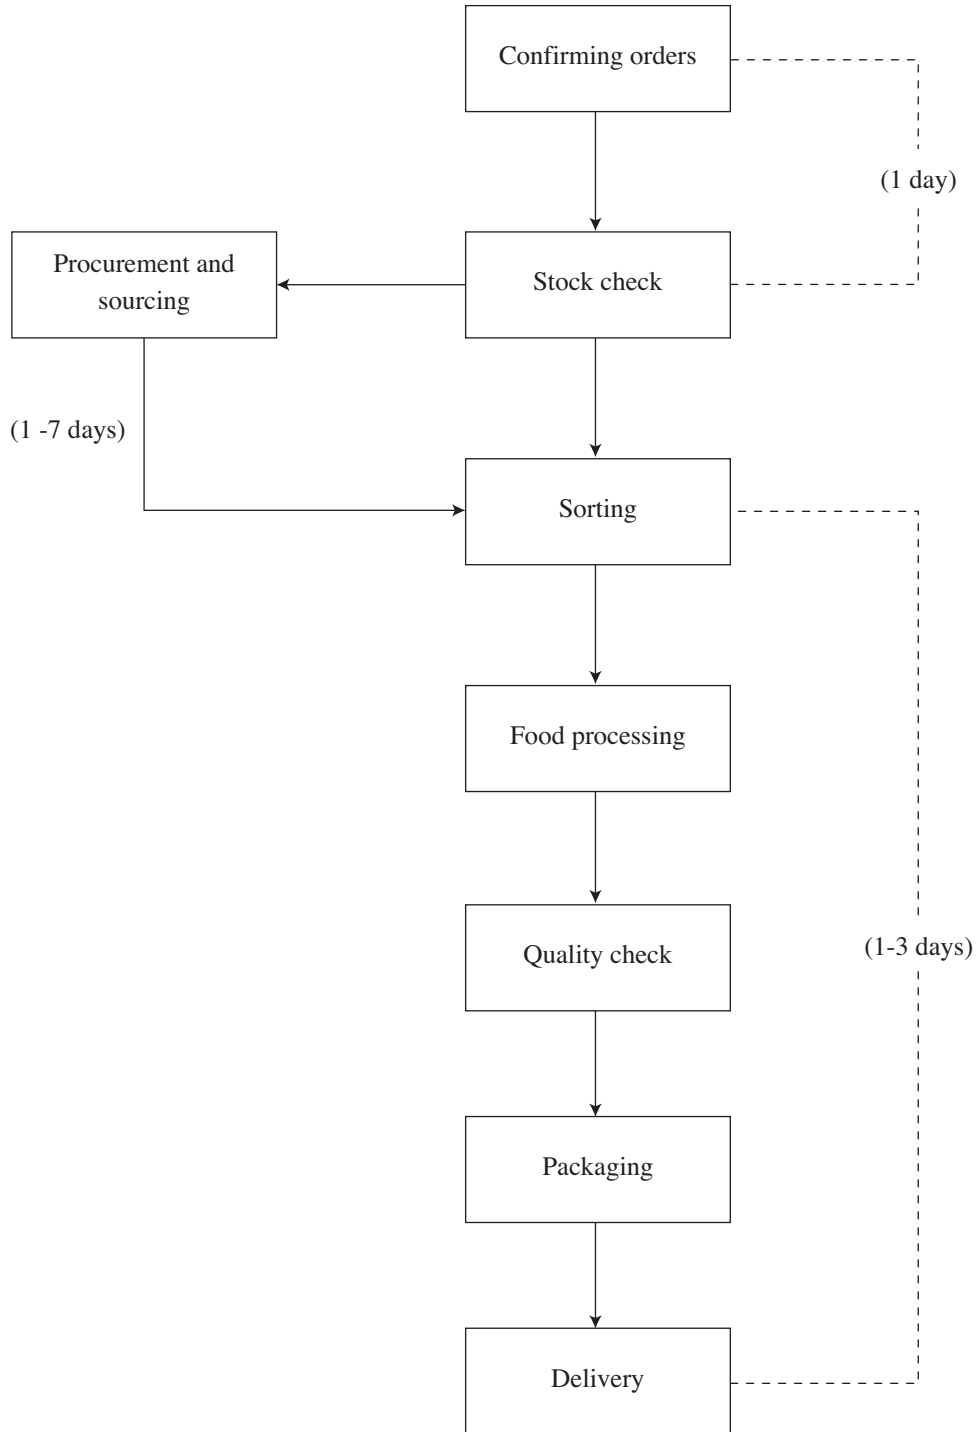 Confirming orders
(1 day)
Procurement and
sourcing
Stock check
(1 -7 days)
Sorting
Food processing
Quality check
(1-3 days)
Packaging
Delivery